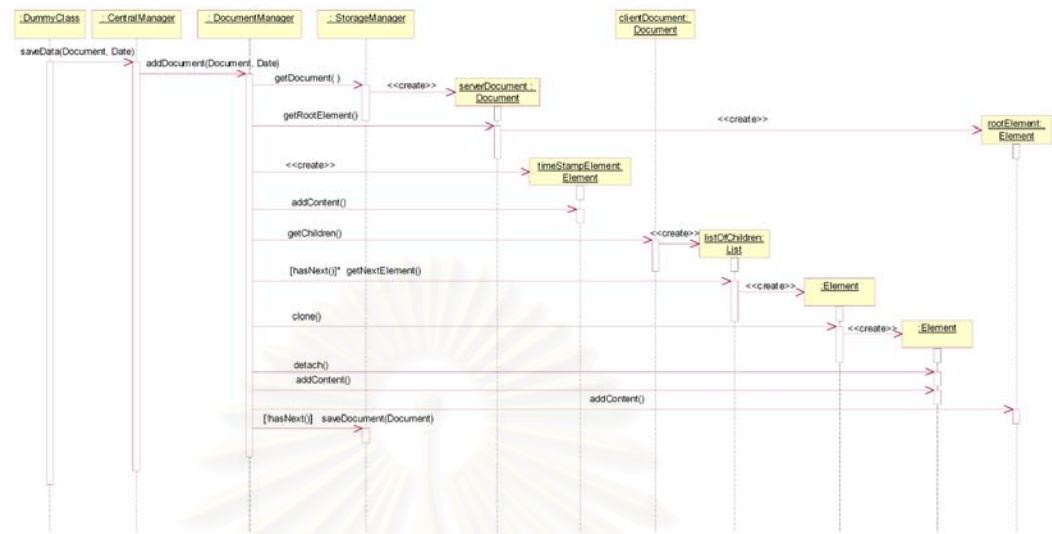 :DummyClass
: CentralManager
: DocumentManager
: StorageManager
clientDocument:
Document
saveData(Document, Date)
addDocument(Document, Date)
getDocument( )
<<create>>
serverDocument :
Document
getRootElement()
<<create>>
rootElement:
Element
<<create>>
timeStampElement:
Element
addContent()
getChildren()
<<create>>
listOfChildren:
List
[hasNext()]* getNextElement()
<<create>>
:Element
clone()
<<create>>
:Element
detach()
addContent()
addContent()
[!hasNext()] saveDocument(Document)